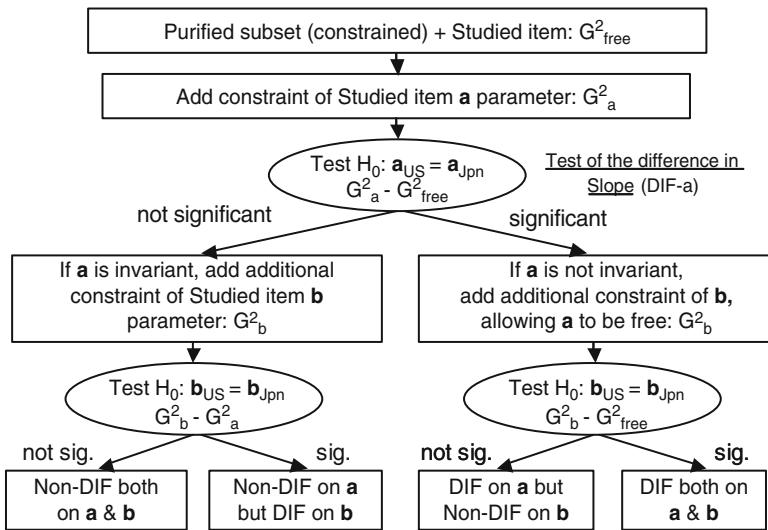 Purified subset (constrained) + Studied item: G²free
Add constraint of Studied item a parameter: G²a
Test H₀: aUS = aJpn
G²a - G²free
Test of the difference in
Slope (DIF-a)
not significant
significant
If a is invariant, add additional
constraint of Studied item b
parameter: G²b
If a is not invariant,
add additional constraint of b,
allowing a to be free: G²b
Test H₀: bUS = bJpn
G²b - G²a
Test H₀: bUS = bJpn
G²b - G²free
not sig.
sig.
not sig.
sig.
Non-DIF both
on a & b
Non-DIF on a
but DIF on b
DIF on a but
Non-DIF on b
DIF both on
a & b